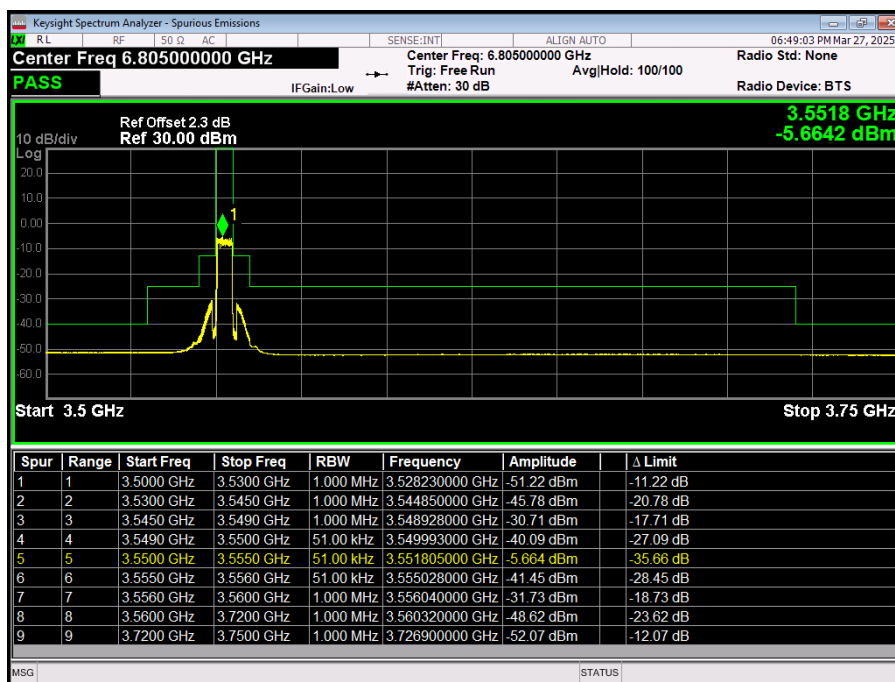 Keysight Spectrum Analyzer - Spurious Emissions
LXI RL RF 50 Ω AC SENSE:INT ALIGN AUTO 06:49:03 PM Mar 27, 2025
Center Freq 6.805000000 GHz Center Freq: 6.805000000 GHz Radio Std: None
Trig: Free Run Avg|Hold: 100/100
PASS IFGain:Low #Atten: 30 dB Radio Device: BTS
3.5518 GHz
-5.6642 dBm
Ref Offset 2.3 dB
10 dB/div Ref 30.00 dBm
Log
20.0
10.0
0.00
1
-10.0
-20.0
-30.0
-40.0
-50.0
-60.0
Start 3.5 GHz Stop 3.75 GHz
Spur Range Start Freq Stop Freq RBW Frequency Amplitude Δ Limit
1 1 3.5000 GHz 3.5300 GHz 1.000 MHz 3.528230000 GHz -51.22 dBm -11.22 dB
2 2 3.5300 GHz 3.5450 GHz 1.000 MHz 3.544850000 GHz -45.78 dBm -20.78 dB
3 3 3.5450 GHz 3.5490 GHz 1.000 MHz 3.548928000 GHz -30.71 dBm -17.71 dB
4 4 3.5490 GHz 3.5500 GHz 51.00 kHz 3.549993000 GHz -40.09 dBm -27.09 dB
5 5 3.5500 GHz 3.5550 GHz 51.00 kHz 3.551805000 GHz -5.664 dBm -35.66 dB
6 6 3.5550 GHz 3.5560 GHz 51.00 kHz 3.555028000 GHz -41.45 dBm -28.45 dB
7 7 3.5560 GHz 3.5600 GHz 1.000 MHz 3.556040000 GHz -31.73 dBm -18.73 dB
8 8 3.5600 GHz 3.7200 GHz 1.000 MHz 3.560320000 GHz -48.62 dBm -23.62 dB
9 9 3.7200 GHz 3.7500 GHz 1.000 MHz 3.726900000 GHz -52.07 dBm -12.07 dB
MSG STATUS